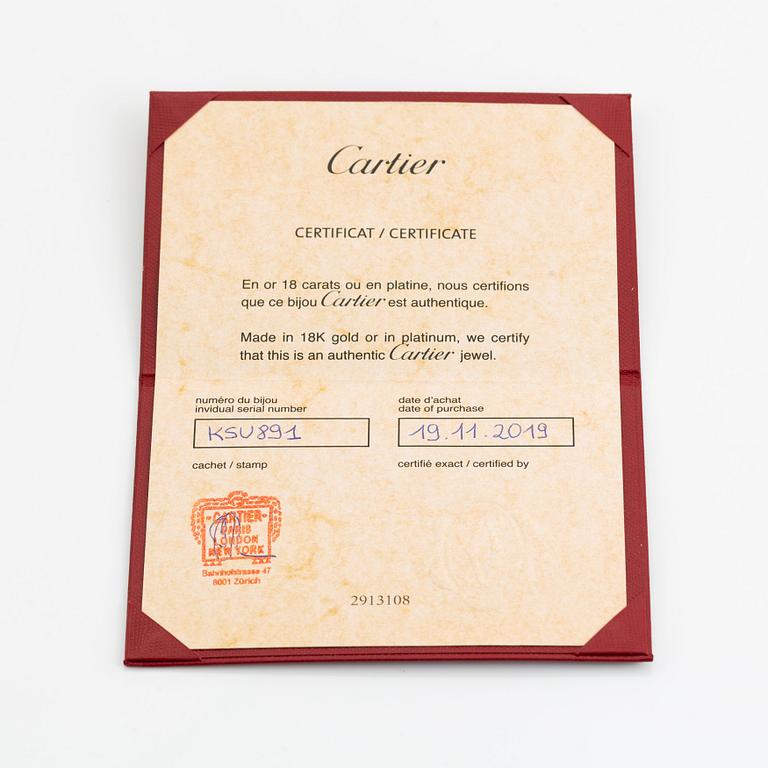 Cartier
CERTIFICAT / CERTIFICATE
En or 18 carats ou en platine, nous certifions
que ce bijou Cartier est authentique.
Made in 18K gold or in platinum, we certify
that this is an authentic Cartier jewel.
numéro du bijou
invidual serial number
KSU891
date d'achat
date of purchase
19.11.2019
cachet / stamp
certifié exact / certified by
CARTIER
PARIS
LONDON
NEW YORK
Bahnhofstrasse 47
8001 Zürich
2913108